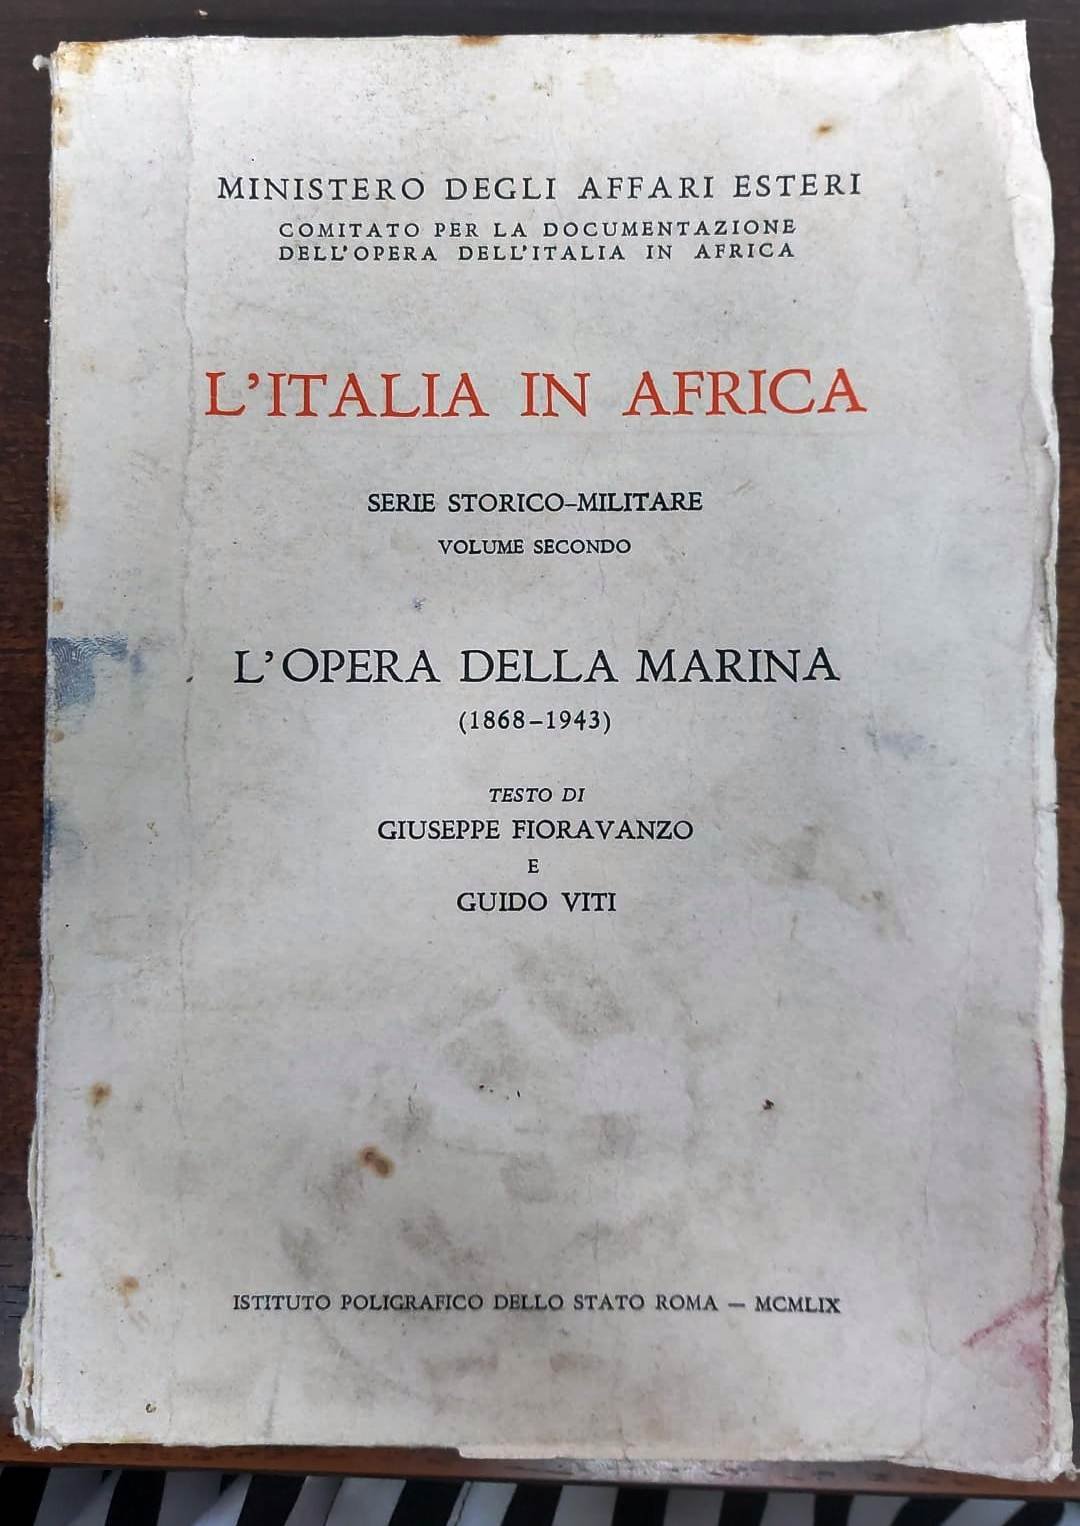 MINISTERO DEGLI AFFARI ESTERI
COMITATO PER LA DOCUMENTAZIONE
DELL'OPERA DELL'ITALIA IN AFRICA
L'ITALIA IN AFRICA
SERIE STORICO–MILITARE
VOLUME SECONDO
L'OPERA DELLA MARINA
(1868–1943)
TESTO DI
GIUSEPPE FIORAVANZO
E
GUIDO VITI
ISTITUTO POLIGRAFICO DELLO STATO ROMA — MCMLIX